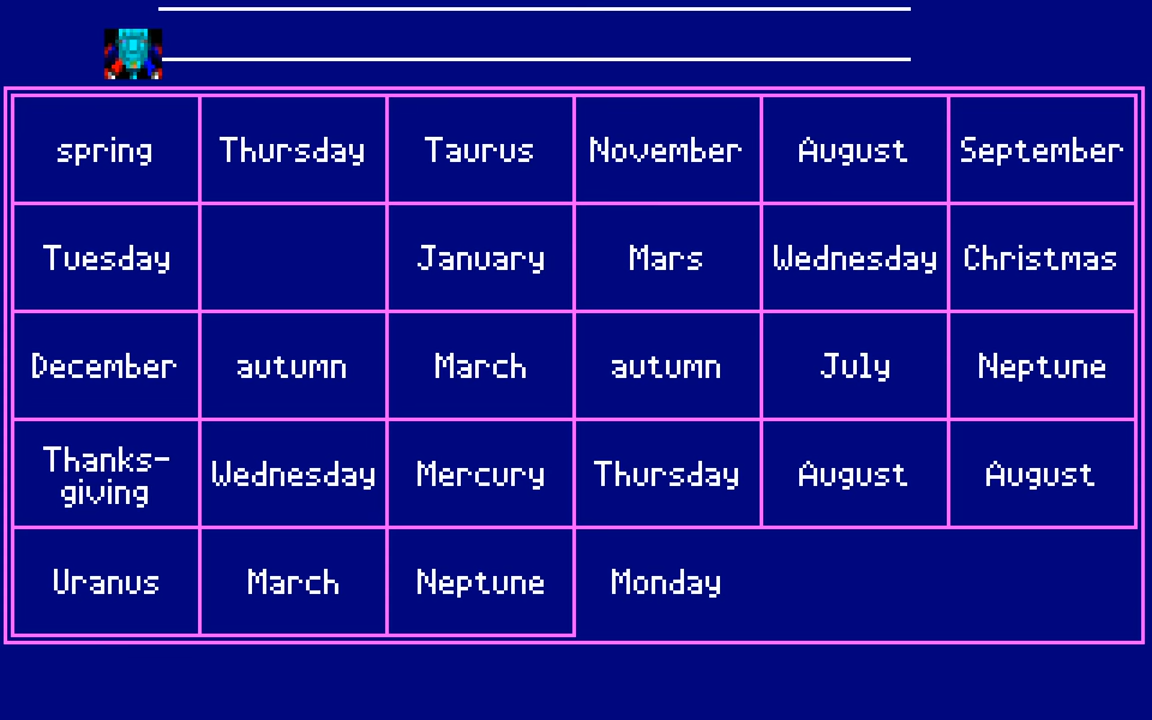 spring Thursday Taurus November August September
Tuesday January Mars Wednesday Christmas
December autumn March autumn July Neptune
Thanks-
giving Wednesday Mercury Thursday August August
Uranus March Neptune Monday